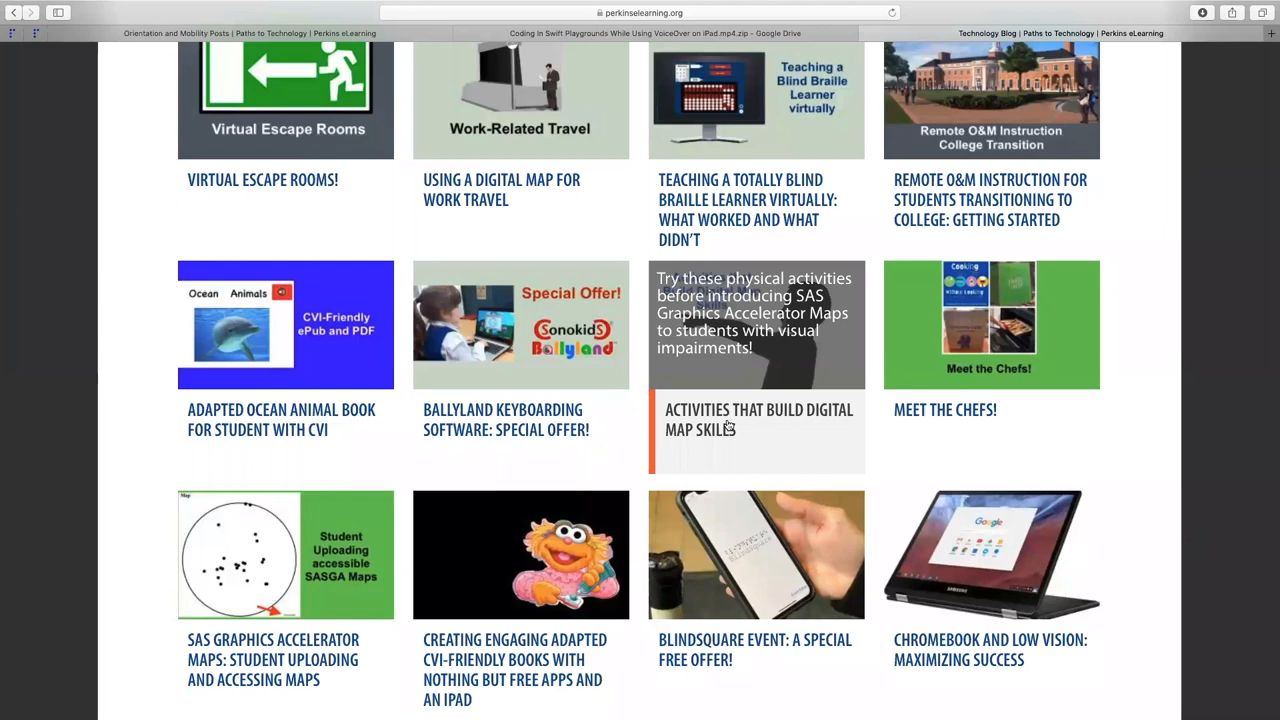 perkinselearning.org
Orientation and Mobility Posts | Paths to Technology | Perkins eLearning
Coding In Swift Playgrounds While Using VoiceOver on iPad.mp4.zip - Google Drive
Technology Blog | Paths to Technology | Perkins eLearning
Virtual Escape Rooms
Work-Related Travel
Teaching a
Blind Braille
Learner
virtually
Remote O&M Instruction
College Transition
VIRTUAL ESCAPE ROOMS!
USING A DIGITAL MAP FOR
WORK TRAVEL
TEACHING A TOTALLY BLIND
BRAILLE LEARNER VIRTUALLY:
WHAT WORKED AND WHAT
DIDN'T
REMOTE O&M INSTRUCTION FOR
STUDENTS TRANSITIONING TO
COLLEGE: GETTING STARTED
Ocean Animals
CVI-Friendly
ePub and PDF
Special Offer!
SonokidS
Ballyland
Try these physical activities
before introducing SAS
Graphics Accelerator Maps
to students with visual
impairments!
Cooking
Without Looking
Meet the Chefs!
ADAPTED OCEAN ANIMAL BOOK
FOR STUDENT WITH CVI
BALLYLAND KEYBOARDING
SOFTWARE: SPECIAL OFFER!
ACTIVITIES THAT BUILD DIGITAL
MAP SKILLS
MEET THE CHEFS!
Map
Student
Uploading
accessible
SASGA Maps
Google
SAMSUNG
SAS GRAPHICS ACCELERATOR
MAPS: STUDENT UPLOADING
AND ACCESSING MAPS
CREATING ENGAGING ADAPTED
CVI-FRIENDLY BOOKS WITH
NOTHING BUT FREE APPS AND
AN IPAD
BLINDSQUARE EVENT: A SPECIAL
FREE OFFER!
CHROMEBOOK AND LOW VISION:
MAXIMIZING SUCCESS